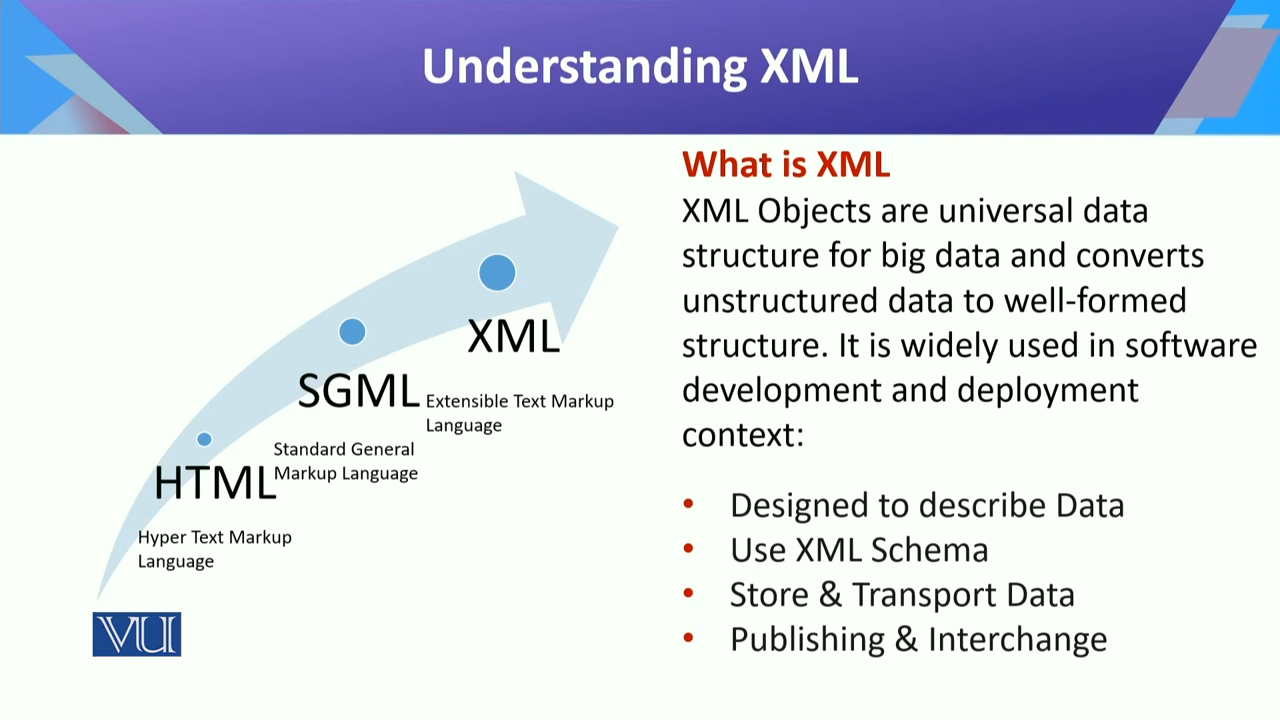 Understanding XML
What is XML
XML Objects are universal data
structure for big data and converts
unstructured data to well-formed
structure. It is widely used in software
development and deployment
context:
• Designed to describe Data
• Use XML Schema
• Store & Transport Data
• Publishing & Interchange
XML
Extensible Text Markup
Language
SGML
Standard General
Markup Language
HTML
Hyper Text Markup
Language
VU